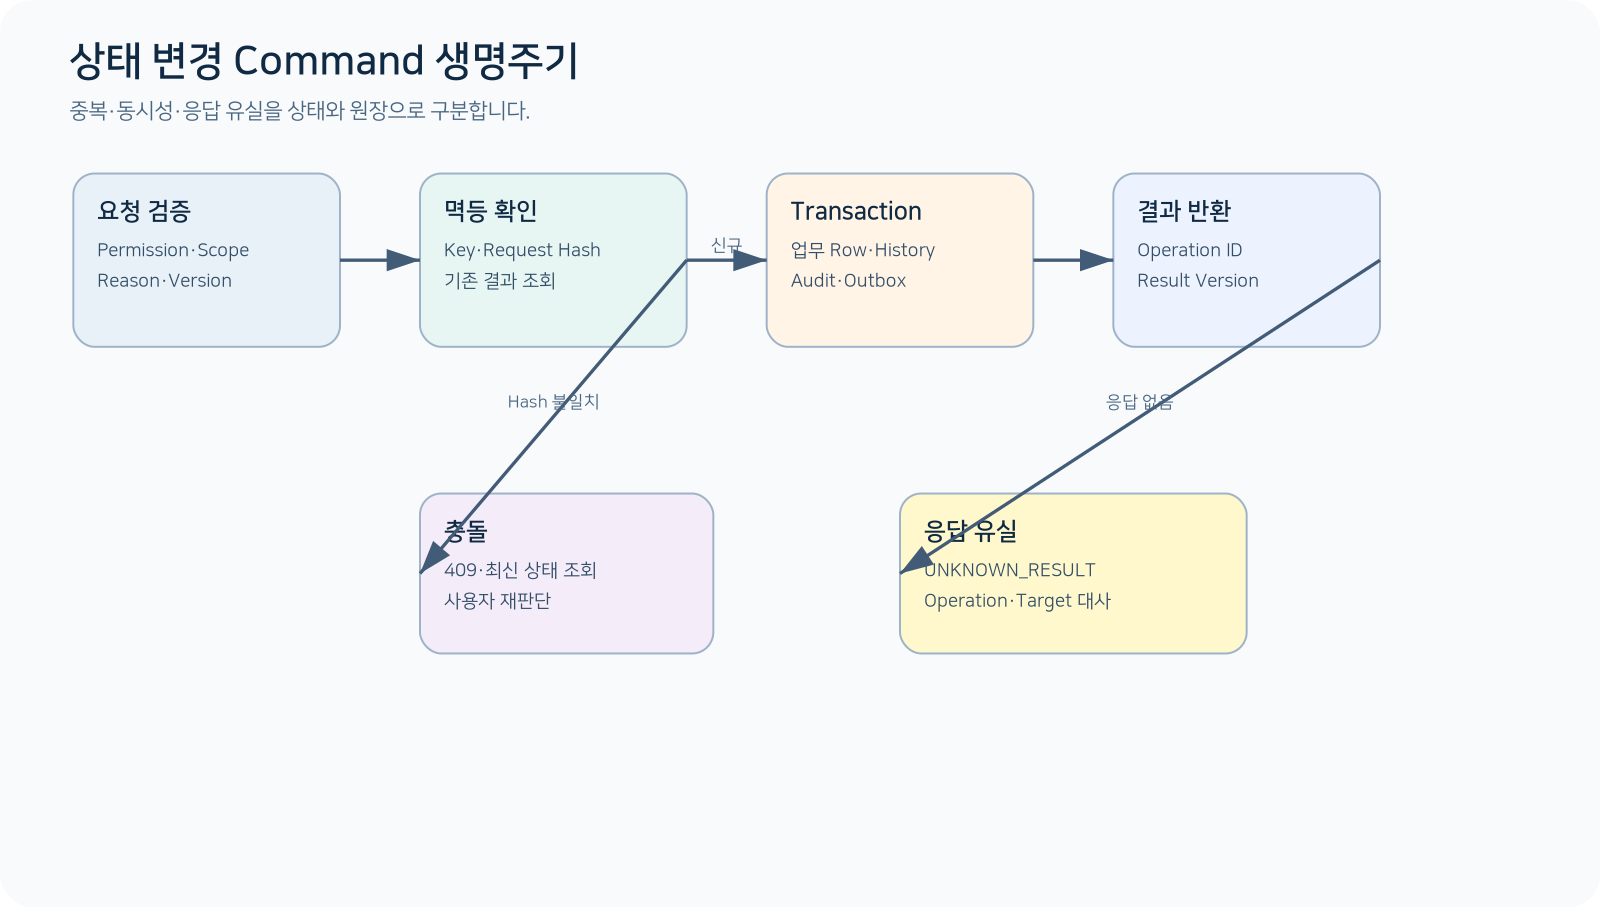 상태 변경 Command 생명주기
중복·동시성·응답 유실을 상태와 원장으로 구분합니다.
요청 검증
Permission·Scope
Reason·Version
멱등 확인
Key·Request Hash
기존 결과 조회
신규
Transaction
업무 Row·History
Audit·Outbox
결과 반환
Operation ID
Result Version
Hash 불일치
응답 없음
충돌
409·최신 상태 조회
사용자 재판단
응답 유실
UNKNOWN_RESULT
Operation·Target 대사